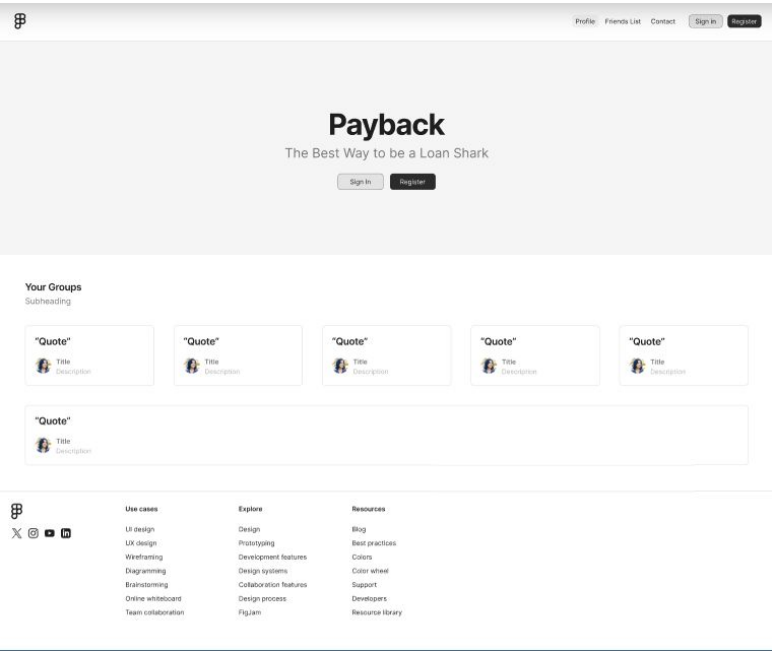 Profile Friends List Contact Sign in Register
Payback
The Best Way to be a Loan Shark
Sign In Register
Your Groups
Subheading
"Quote" "Quote" "Quote" "Quote" "Quote"
Title Title Title Title Title
Description Description Description Description Description
"Quote"
Title
Description
Use cases Explore Resources
UI design Design Blog
UX design Prototyping Best practices
Wireframing Development features Colors
Diagramming Design systems Color wheel
Brainstorming Collaboration features Support
Online whiteboard Design process Developers
Team collaboration FigJam Resource library